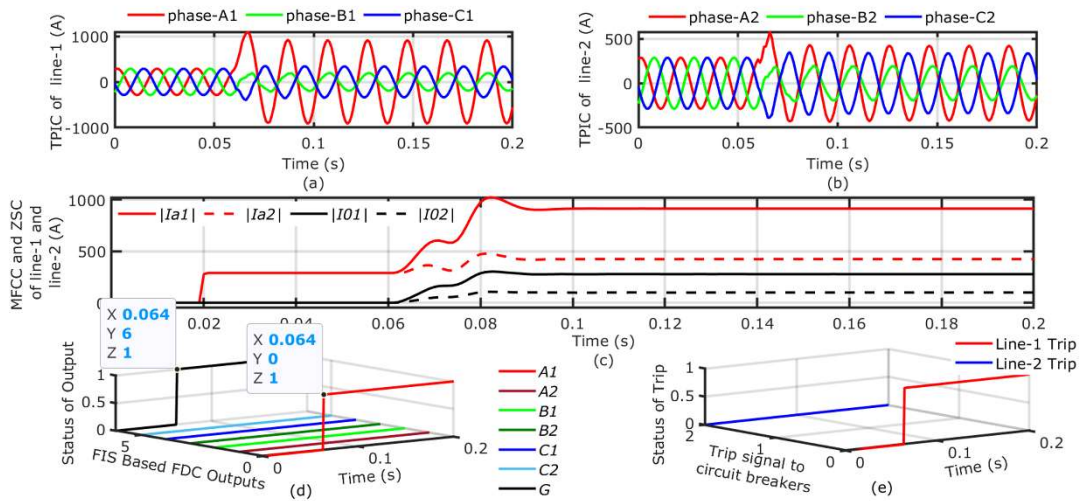 phase-A1 phase-B1 phase-C1
TPIC of line-1 (A)
1000
0
-1000
0 0.05 0.1 0.15 0.2
Time (s)
(a)
phase-A2 phase-B2 phase-C2
TPIC of line-2 (A)
500
0
-500
0 0.05 0.1 0.15 0.2
Time (s)
(b)
MFCC and ZSC
of line-1 and
line-2 (A)
1000
500
0
|Ia1| |Ia2| |I01| |I02|
0.02 0.04 0.06 0.08 0.1 0.12 0.14 0.16 0.18 0.2
Time (s)
(c)
X 0.064
Y 6
Z 1
X 0.064
Y 0
Z 1
Status of Output
1
0.5
0
5
0
0
0.1
0.2
FIS Based FDC Outputs
Time (s)
(d)
A1
A2
B1
B2
C1
C2
G
Line-1 Trip
Line-2 Trip
Status of Trip
1
0.5
0
2
1
0
0
0.1
0.2
Trip signal to
circuit breakers
Time (s)
(e)